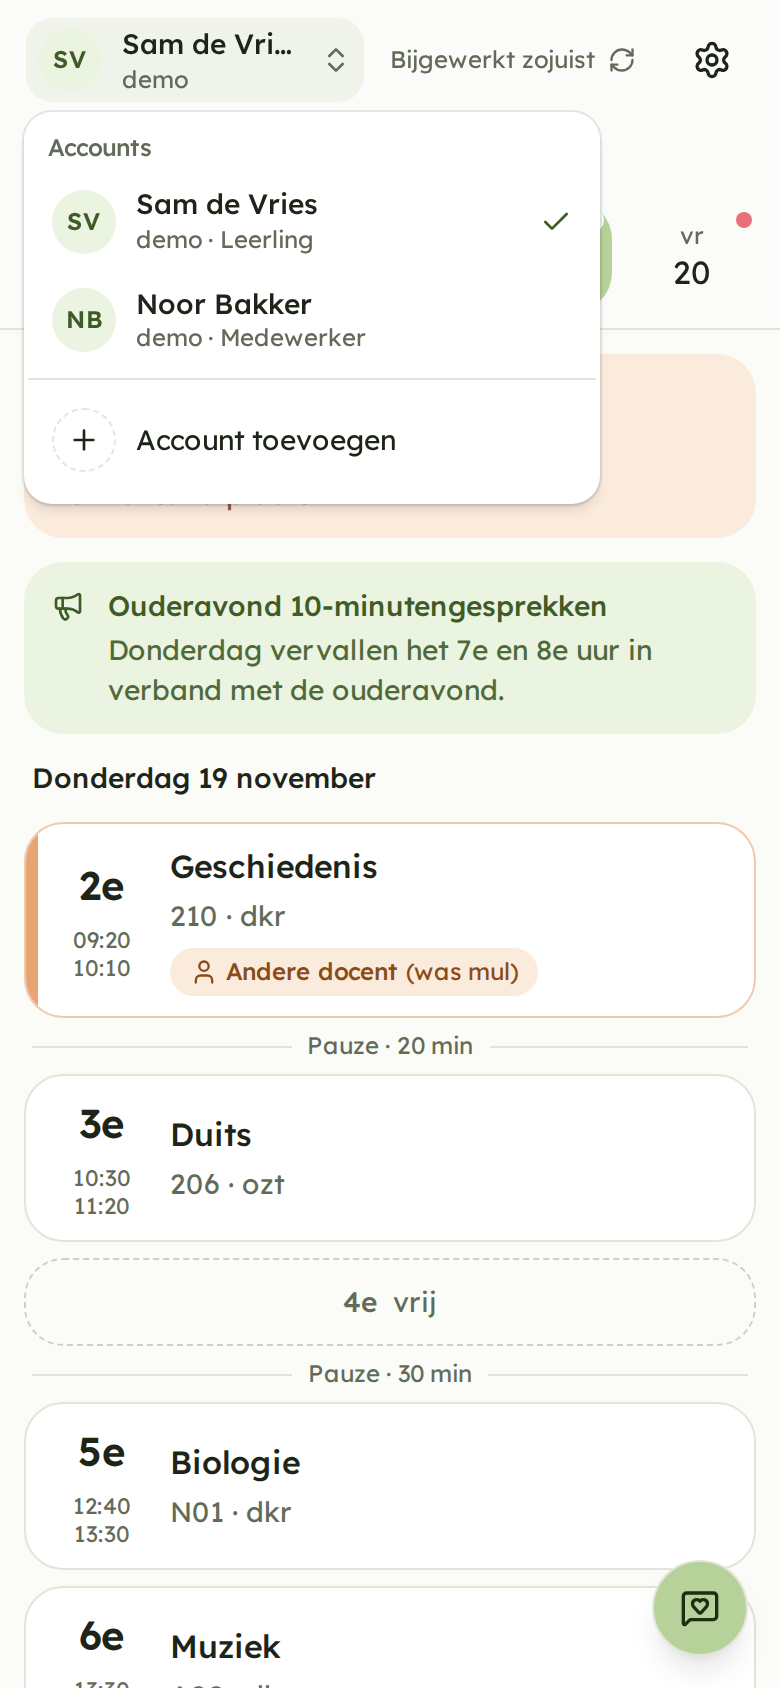 SV
Sam de Vri...
demo
Bijgewerkt zojuist
Accounts
SV
Sam de Vries
demo · Leerling
NB
Noor Bakker
demo · Medewerker
Account toevoegen
vr
20
Ouderavond 10-minutengesprekken
Donderdag vervallen het 7e en 8e uur in
verband met de ouderavond.
Donderdag 19 november
2e
09:20
10:10
Geschiedenis
210 · dkr
Andere docent (was mul)
Pauze · 20 min
3e
10:30
11:20
Duits
206 · ozt
4e vrij
Pauze · 30 min
5e
12:40
13:30
Biologie
N01 · dkr
6e
Muziek